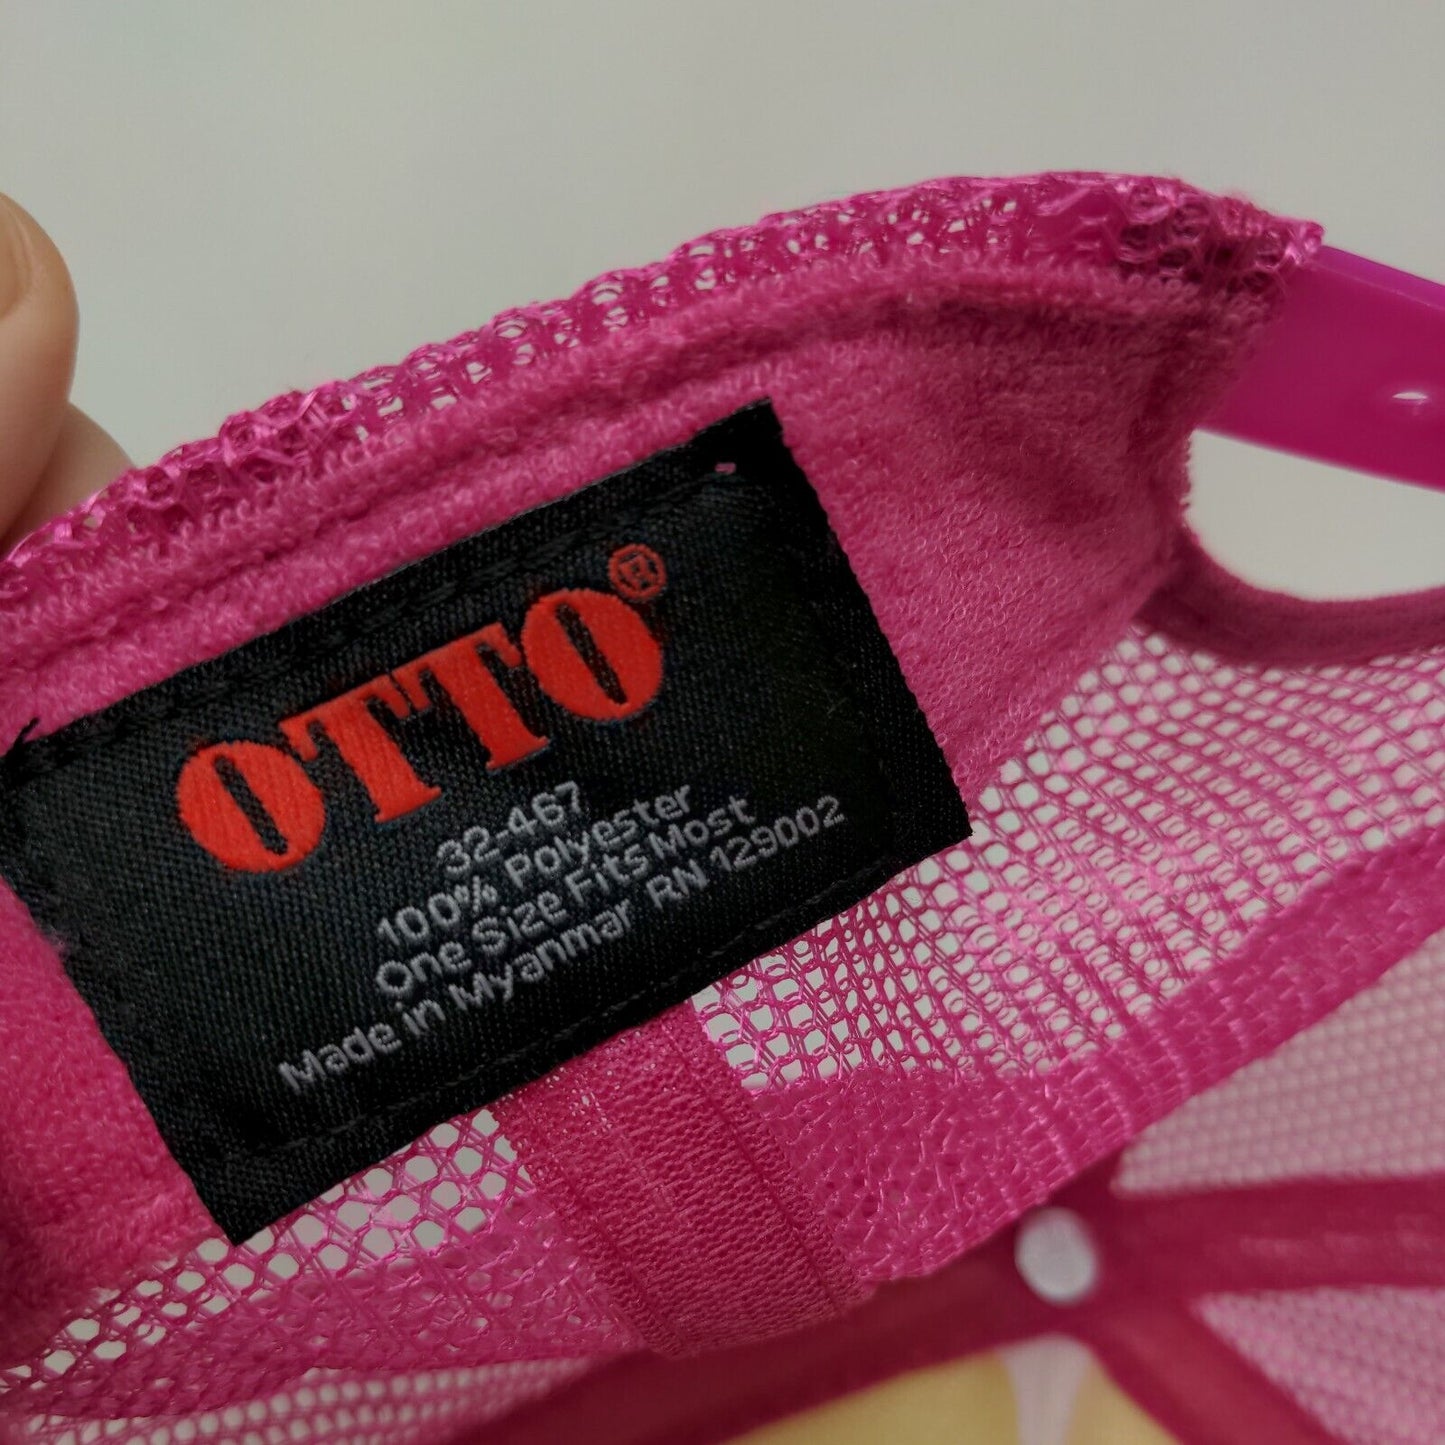 OTTO®
32-467
100% Polyester
One Size Fits Most
Made in Myanmar RN 129002